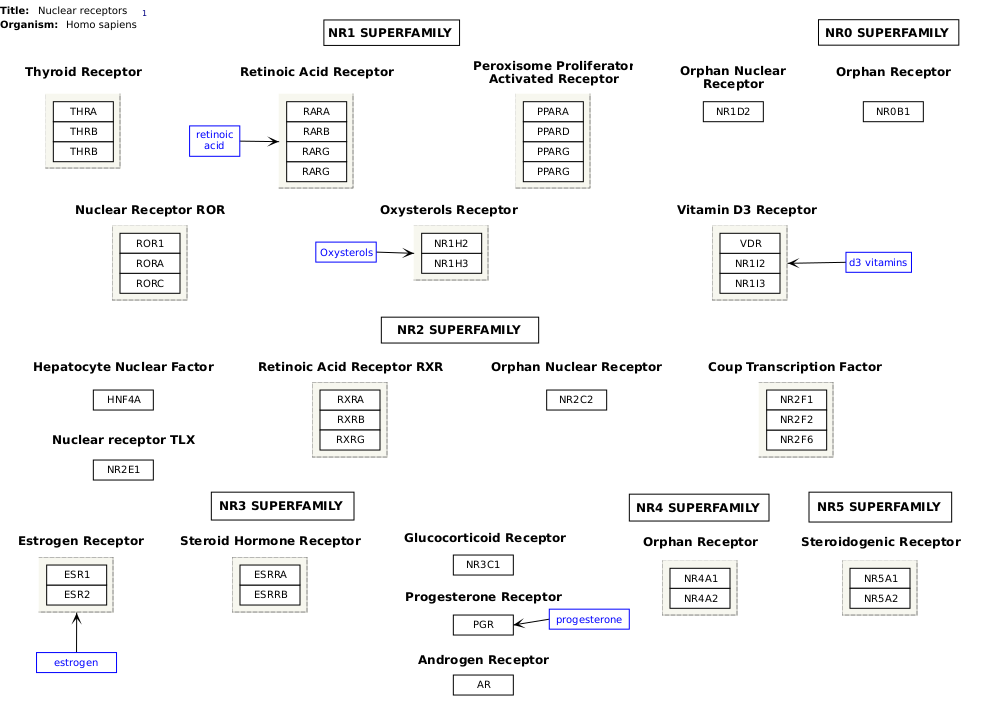 Title: Nuclear receptors 1
Organism: Homo sapiens
NR1 SUPERFAMILY
NR0 SUPERFAMILY
Thyroid Receptor
THRA
THRB
THRB
Retinoic Acid Receptor
retinoic
acid
RARA
RARB
RARG
RARG
Peroxisome Proliferator
Activated Receptor
PPARA
PPARD
PPARG
PPARG
Orphan Nuclear
Receptor
NR1D2
Orphan Receptor
NR0B1
Nuclear Receptor ROR
ROR1
RORA
RORC
Oxysterols Receptor
Oxysterols
NR1H2
NR1H3
Vitamin D3 Receptor
VDR
NR1I2
NR1I3
d3 vitamins
NR2 SUPERFAMILY
Hepatocyte Nuclear Factor
HNF4A
Nuclear receptor TLX
NR2E1
Retinoic Acid Receptor RXR
RXRA
RXRB
RXRG
Orphan Nuclear Receptor
NR2C2
Coup Transcription Factor
NR2F1
NR2F2
NR2F6
NR3 SUPERFAMILY
Estrogen Receptor
ESR1
ESR2
estrogen
Steroid Hormone Receptor
ESRRA
ESRRB
Glucocorticoid Receptor
NR3C1
Progesterone Receptor
PGR
progesterone
Androgen Receptor
AR
NR4 SUPERFAMILY
Orphan Receptor
NR4A1
NR4A2
NR5 SUPERFAMILY
Steroidogenic Receptor
NR5A1
NR5A2